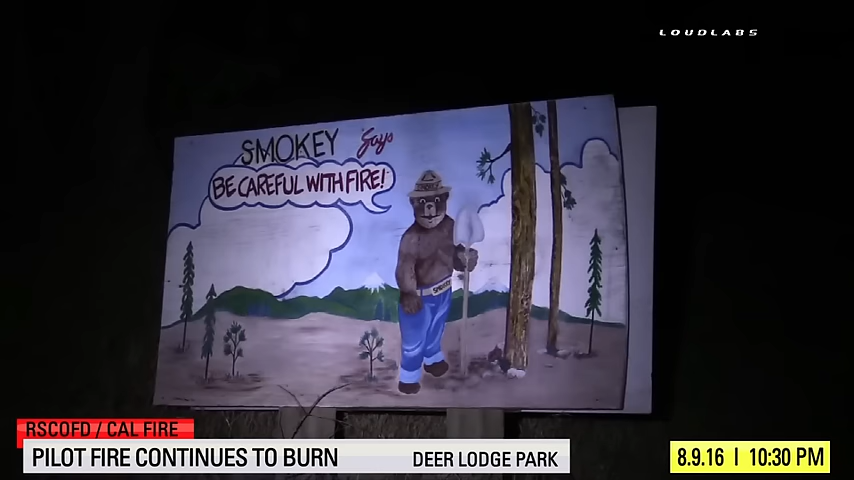 LOUDLABS
SMOKEY Says
BE CAREFUL WITH FIRE!
SMOKEY
SMOKEY
RSCOFD / CAL FIRE
PILOT FIRE CONTINUES TO BURN DEER LODGE PARK 8.9.16 | 10:30 PM